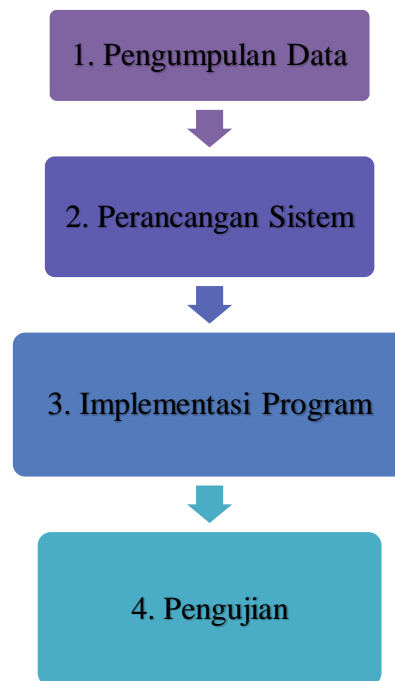 1. Pengumpulan Data
2. Perancangan Sistem
3. Implementasi Program
4. Pengujian